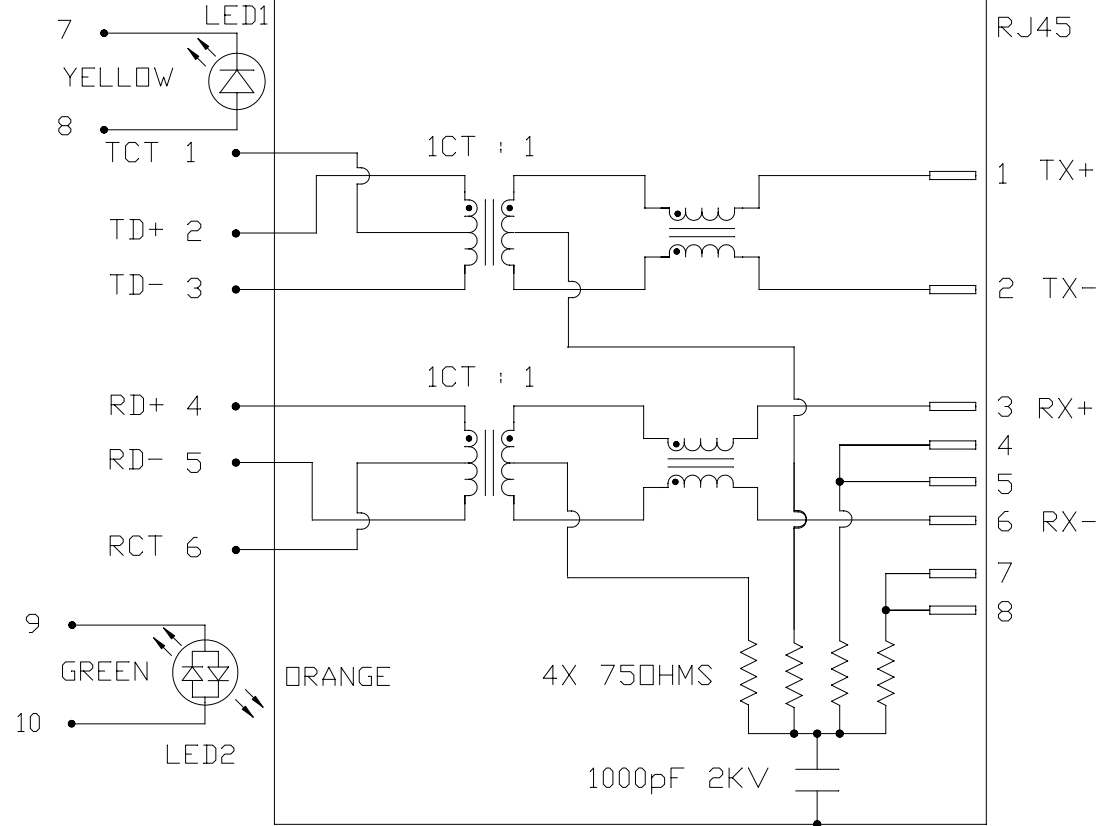 LED1
RJ45
7
YELLOW
8
TCT 1
1CT : 1
1 TX+
TD+ 2
TD- 3
2 TX-
1CT : 1
RD+ 4
3 RX+
4
RD- 5
5
6 RX-
RCT 6
7
8
9
GREEN
ORANGE
4X 75OHMS
10
LED2
1000pF 2KV